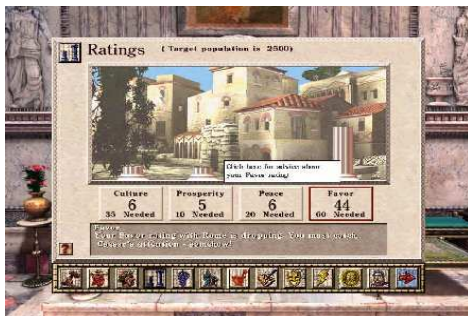 Ratings ( Target population is 2500)
Click here for advice about
your Favor rating
Culture
6
35 Needed
Prosperity
5
10 Needed
Peace
6
20 Needed
Favor
44
60 Needed
Favor
Your Favor rating with Rome is dropping. You must catch
Caesar's attention - somehow!
?